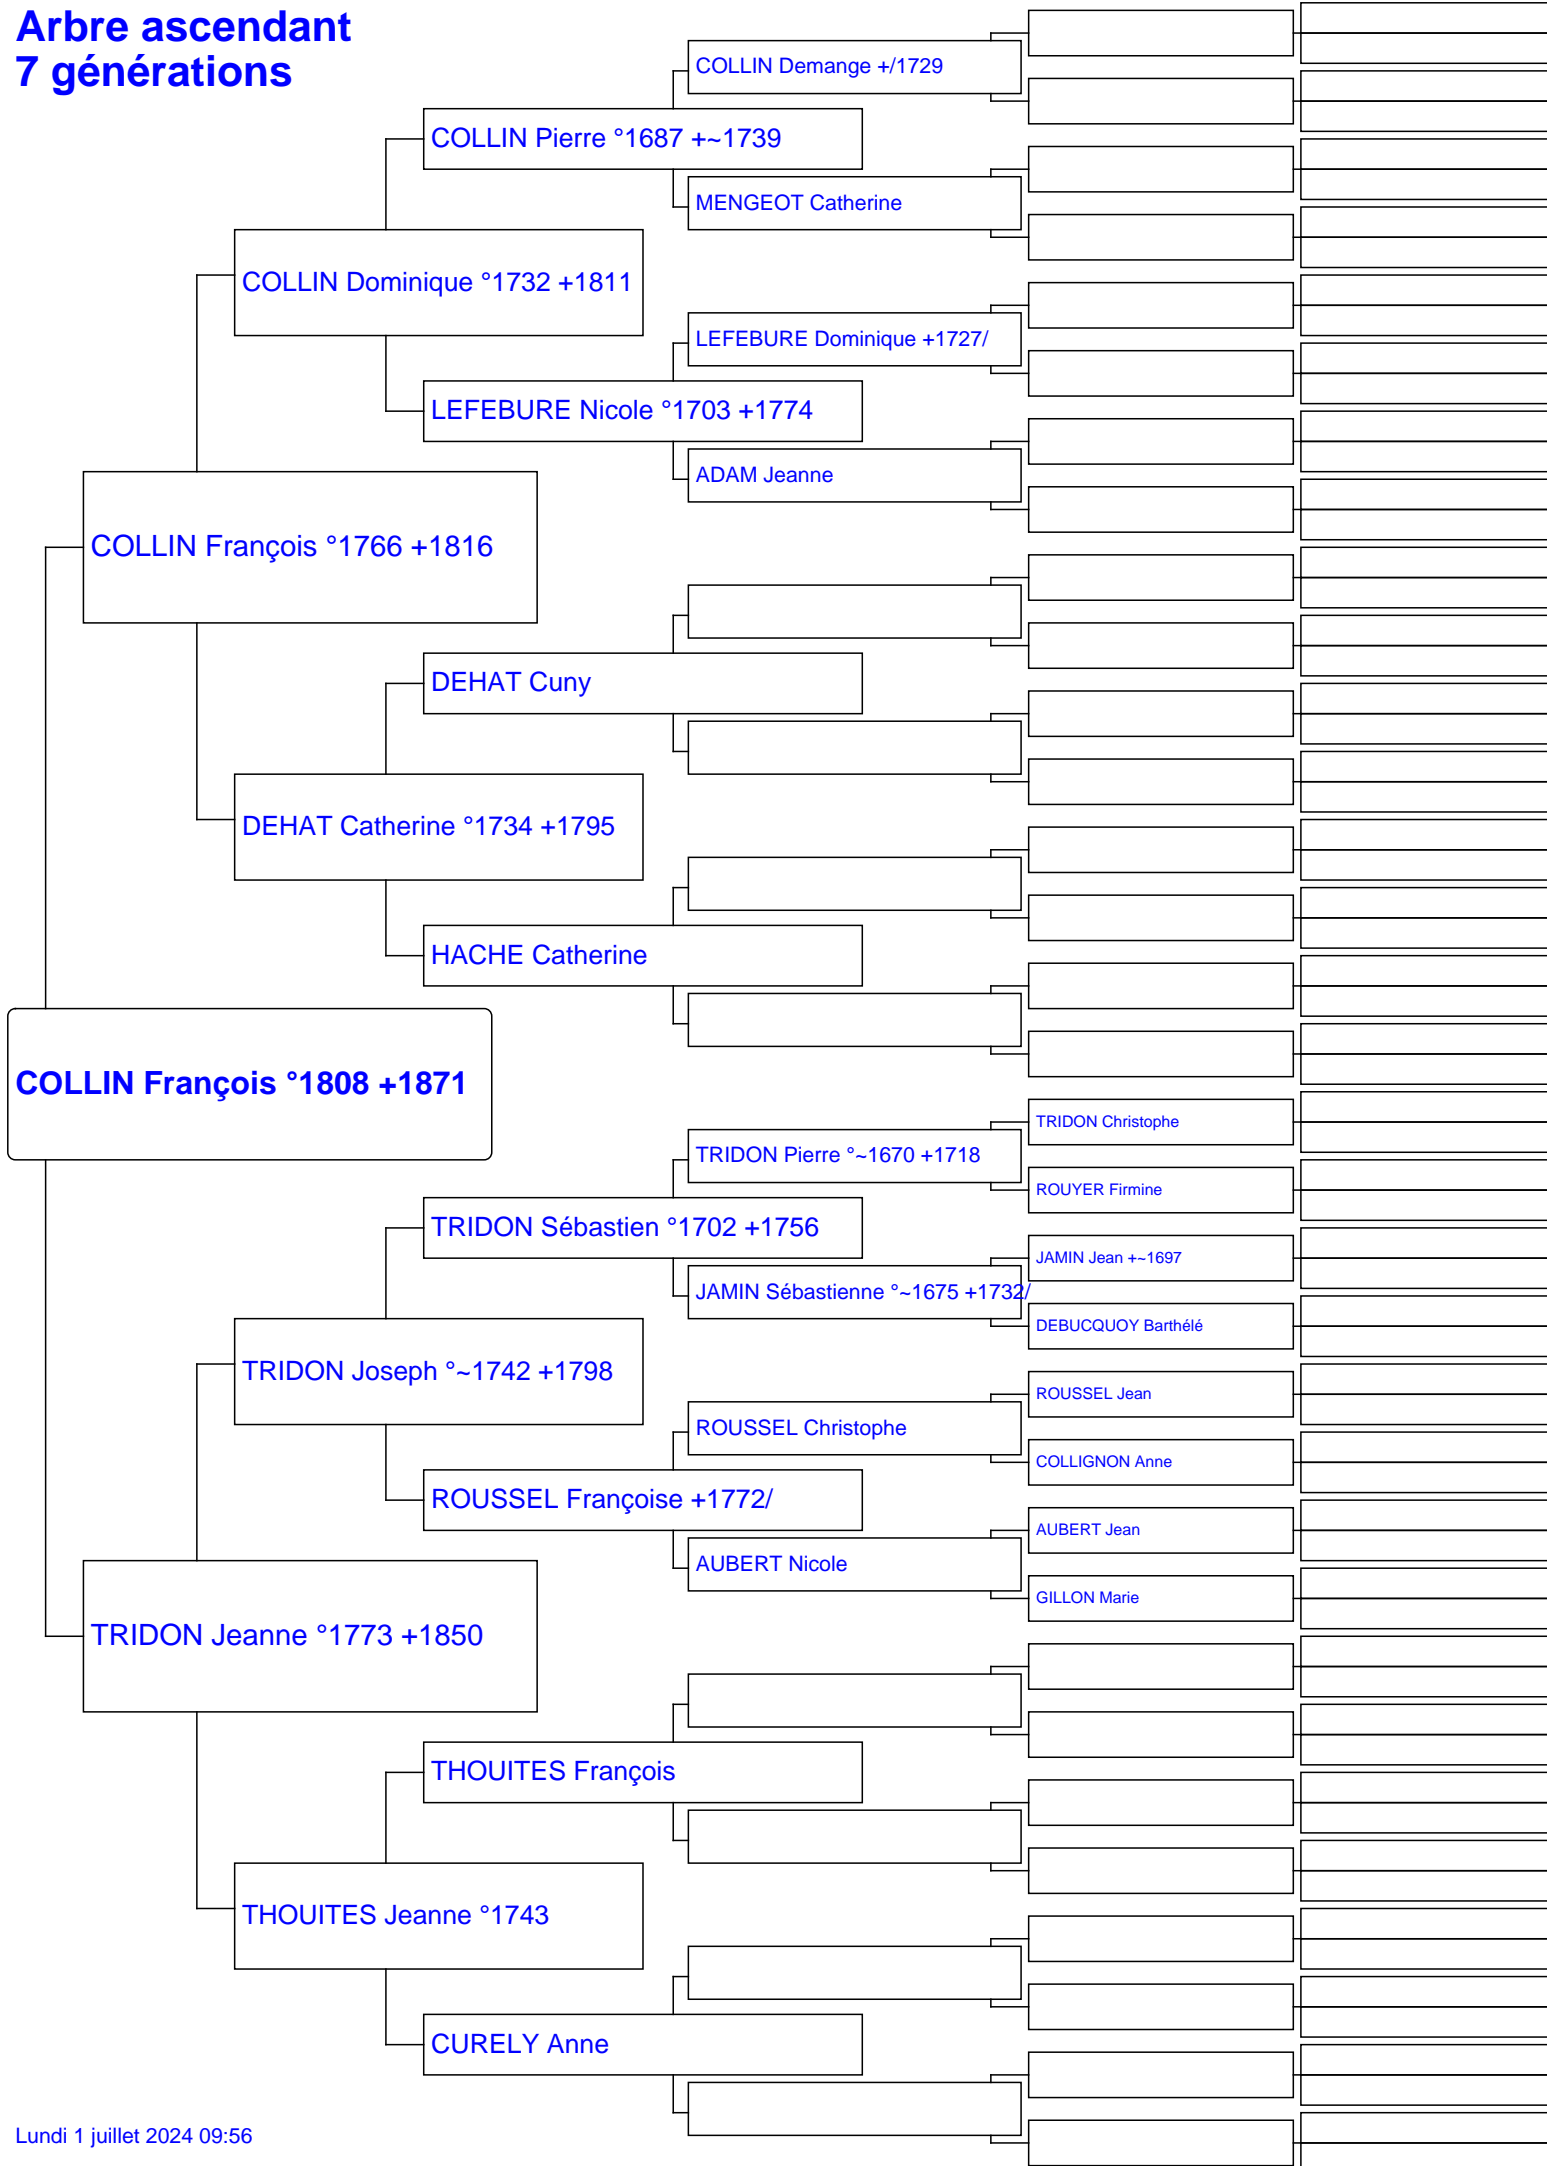 Arbre ascendant
7 générations
COLLIN Demange +/1729
COLLIN Pierre °1687 +~1739
MENGEOT Catherine
COLLIN Dominique °1732 +1811
LEFEBURE Dominique +1727/
LEFEBURE Nicole °1703 +1774
ADAM Jeanne
COLLIN François °1766 +1816
DEHAT Cuny
DEHAT Catherine °1734 +1795
HACHE Catherine
COLLIN François °1808 +1871
TRIDON Christophe
TRIDON Pierre °~1670 +1718
ROUYER Firmine
TRIDON Sébastien °1702 +1756
JAMIN Jean +~1697
JAMIN Sébastienne °~1675 +1732/
DEBUCQUOY Barthélé
TRIDON Joseph °~1742 +1798
ROUSSEL Jean
ROUSSEL Christophe
COLLIGNON Anne
ROUSSEL Françoise +1772/
AUBERT Jean
AUBERT Nicole
GILLON Marie
TRIDON Jeanne °1773 +1850
THOUITES François
THOUITES Jeanne °1743
CURELY Anne
Lundi 1 juillet 2024 09:56